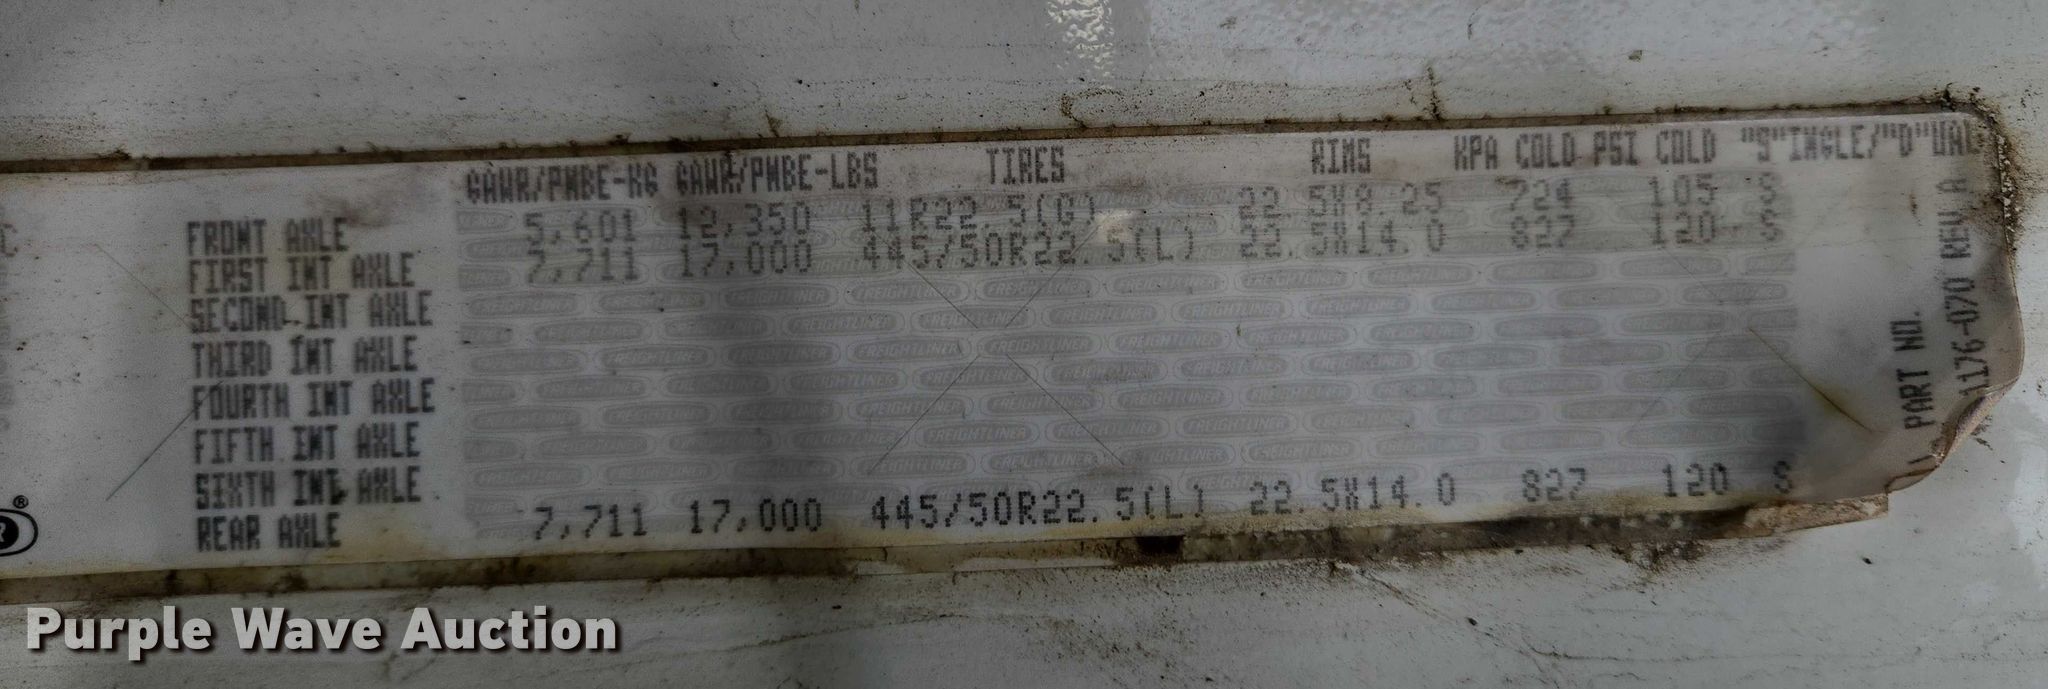 GAWR/PNBE-KG GAWR/PNBE-LBS TIRES RIMS KPA COLD PSI COLD "S"INGLE/"D"UAL
FRONT AXLE 5,601 12,350 11R22.5(G) 22.5X8.25 724 105 S
FIRST INT AXLE 7,711 17,000 445/50R22.5(L) 22.5X14.0 827 120 S
SECOND INT AXLE
THIRD INT AXLE
FOURTH INT AXLE
FIFTH INT AXLE
SIXTH INT AXLE
REAR AXLE 7,711 17,000 445/50R22.5(L) 22.5X14.0 827 120 S
PART NO.
1176-070 REV A
FREIGHTLINER
Purple Wave Auction